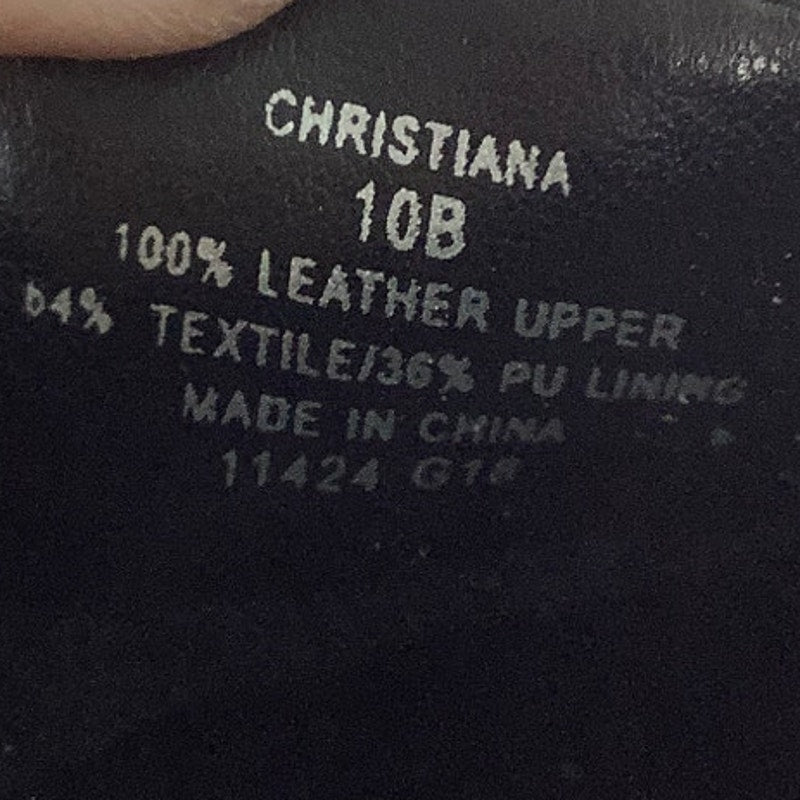 CHRISTIANA
10B
100% LEATHER UPPER
64% TEXTILE/36% PU LINING
MADE IN CHINA
11424